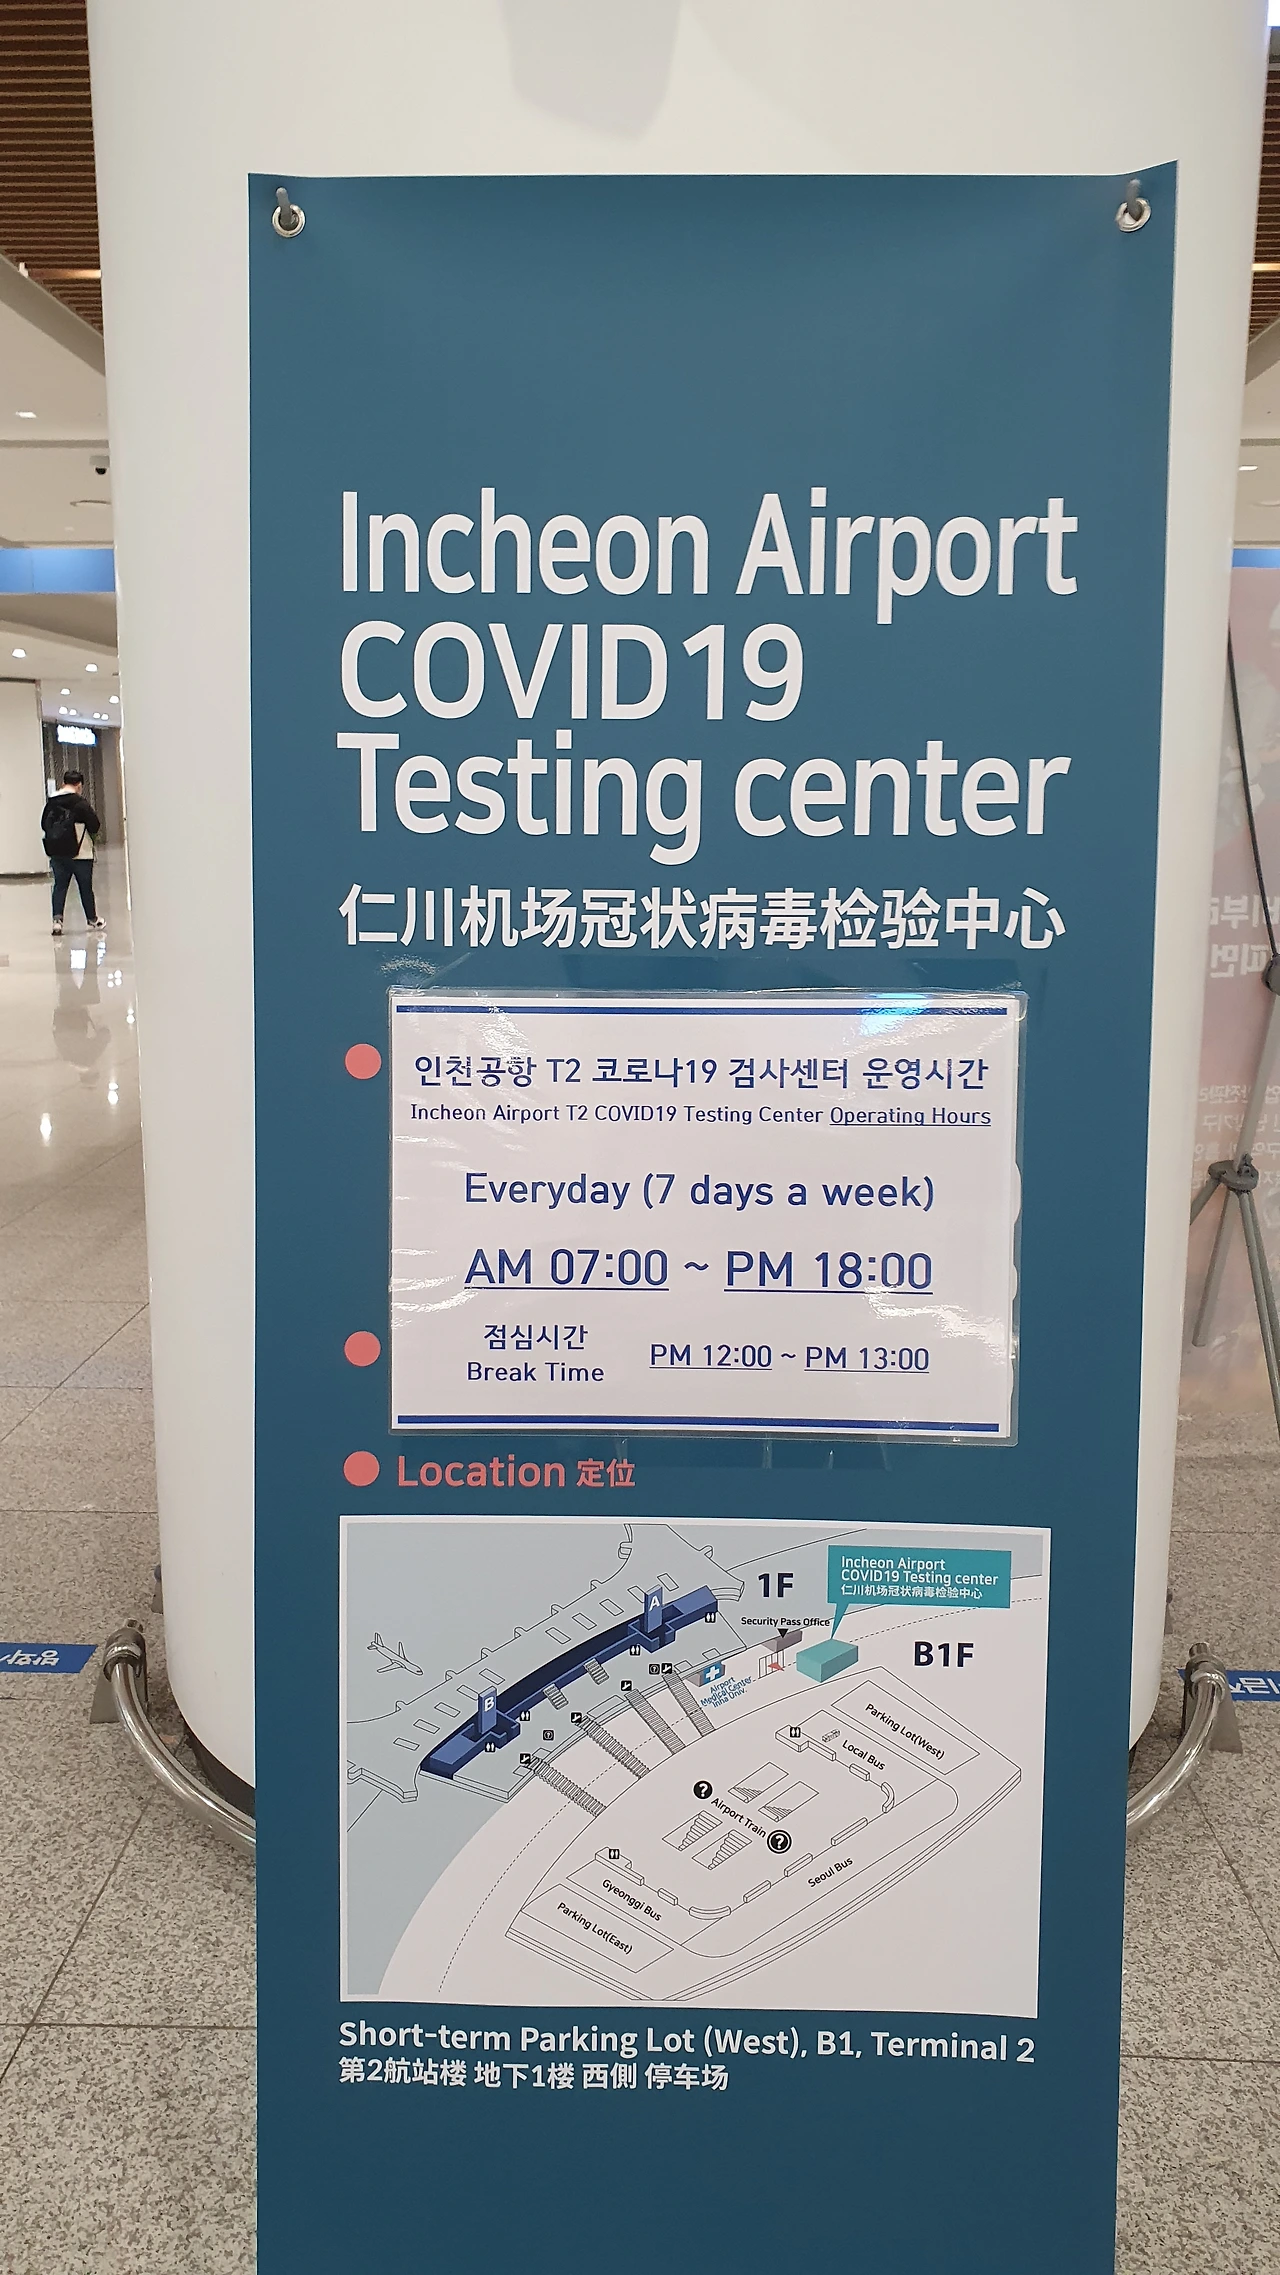 Incheon Airport
COVID19
Testing center
仁川机场冠状病毒检验中心
인천공항 T2 코로나19 검사센터 운영시간
Incheon Airport T2 COVID19 Testing Center Operating Hours
Everyday (7 days a week)
AM 07:00 ~ PM 18:00
점심시간
Break Time
PM 12:00 ~ PM 13:00
Location 定位
Incheon Airport
COVID19 Testing center
仁川机场冠状病毒检验中心
1F
Security Pass Office
B1F
A
B
Airport
Medical Center
Inha Univ.
Parking Lot(West)
Local Bus
Airport Train
?
?
Seoul Bus
Gyeonggi Bus
Parking Lot(East)
Short-term Parking Lot (West), B1, Terminal 2
第2航站楼 地下1楼 西側 停车场